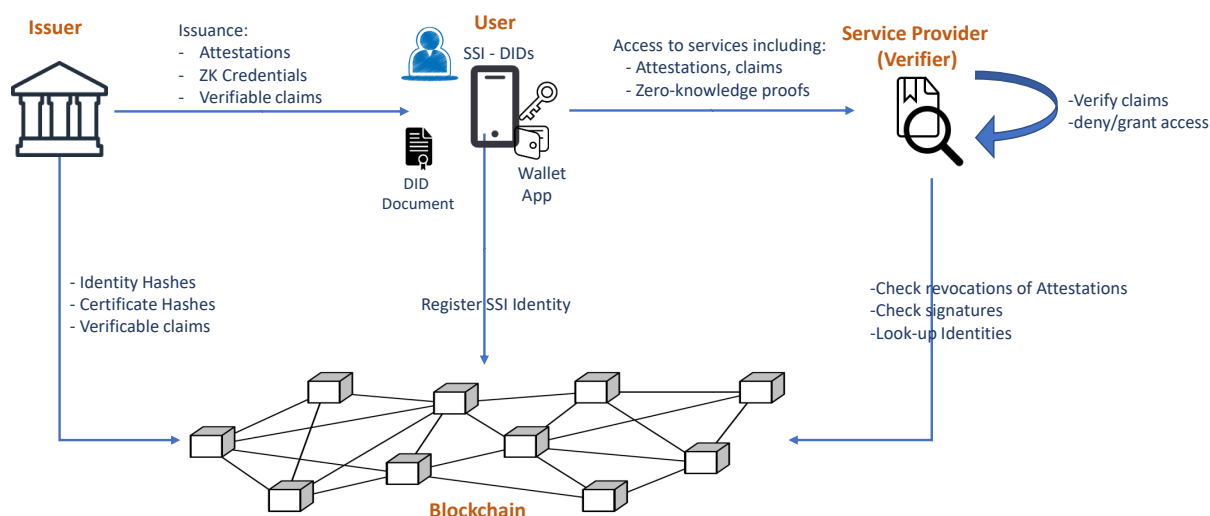 Issuer
Issuance:
- Attestations
- ZK Credentials
- Verifiable claims
User
SSI - DIDs
DID
Document
Wallet
App
Access to services including:
- Attestations, claims
- Zero-knowledge proofs
Service Provider
(Verifier)
-Verify claims
-deny/grant access
- Identity Hashes
- Certificate Hashes
- Verificable claims
Register SSI Identity
-Check revocations of Attestations
-Check signatures
-Look-up Identities
Blockchain